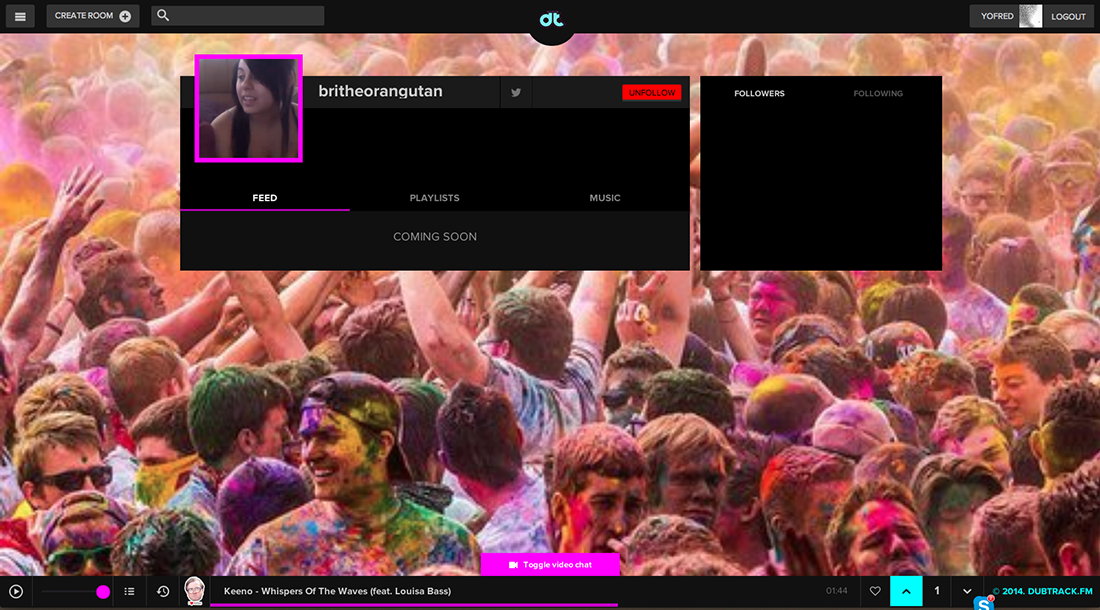 CREATE ROOM
dt
YOFRED
LOGOUT
britheorangutan
UNFOLLOW
FOLLOWERS
FOLLOWING
FEED
PLAYLISTS
MUSIC
COMING SOON
Toggle video chat
Keeno - Whispers Of The Waves (feat. Louisa Bass)
01:44
1
© 2014. DUBTRACK.FM
S